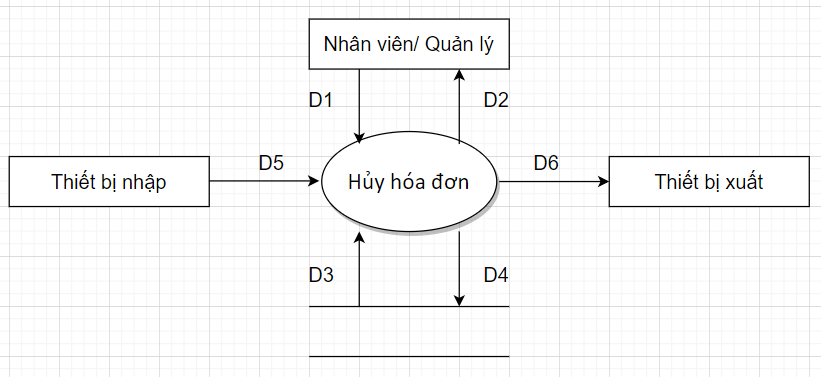 Nhân viên/ Quản lý
D1
D2
Thiết bị nhập
D5
Hủy hóa đơn
D6
Thiết bị xuất
D3
D4